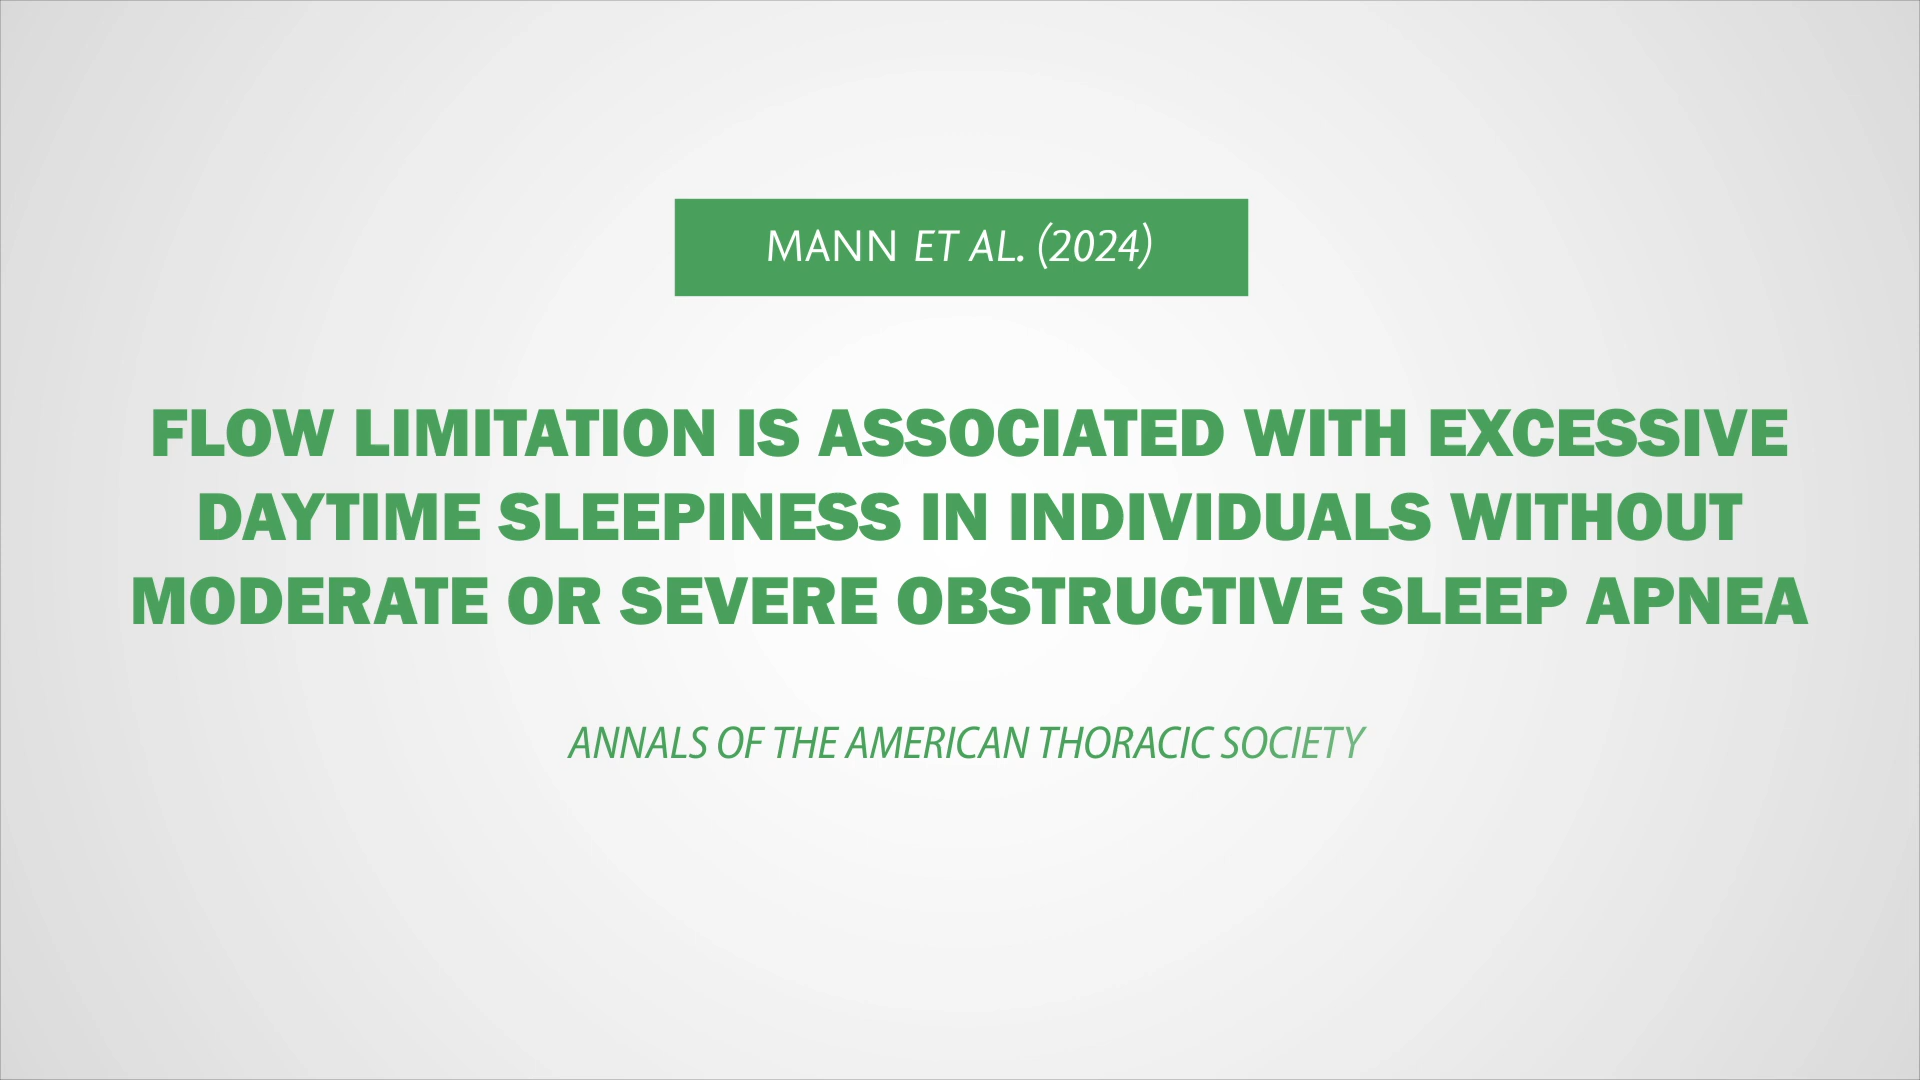 MANN ET AL. (2024)
FLOW LIMITATION IS ASSOCIATED WITH EXCESSIVE
DAYTIME SLEEPINESS IN INDIVIDUALS WITHOUT
MODERATE OR SEVERE OBSTRUCTIVE SLEEP APNEA
ANNALS OF THE AMERICAN THORACIC SOCIETY